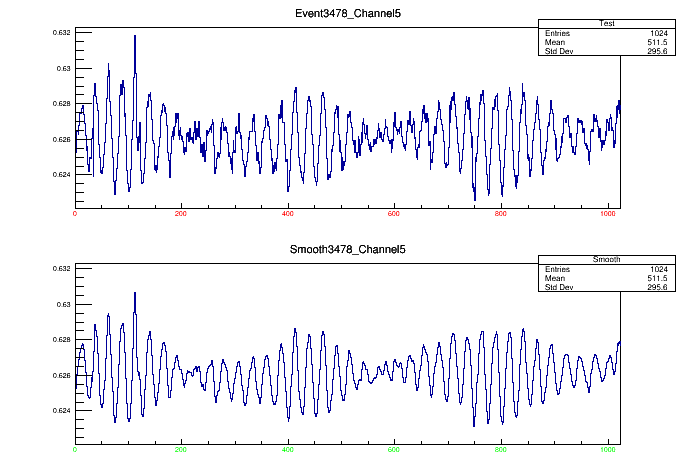 Event3478_Channel5
Test
Entries 1024
Mean 511.5
Std Dev 295.6
0.632
0.63
0.628
0.626
0.624
0 200 400 600 800 1000
Smooth3478_Channel5
Smooth
Entries 1024
Mean 511.5
Std Dev 295.6
0.632
0.63
0.628
0.626
0.624
0 200 400 600 800 1000